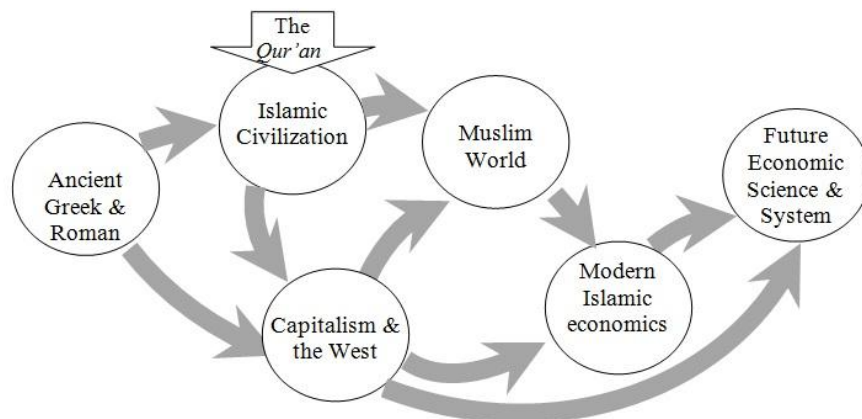 The
Qur’an
Islamic
Civilization
Muslim
World
Future
Economic
Science &
System
Ancient
Greek &
Roman
Modern
Islamic
economics
Capitalism &
the West